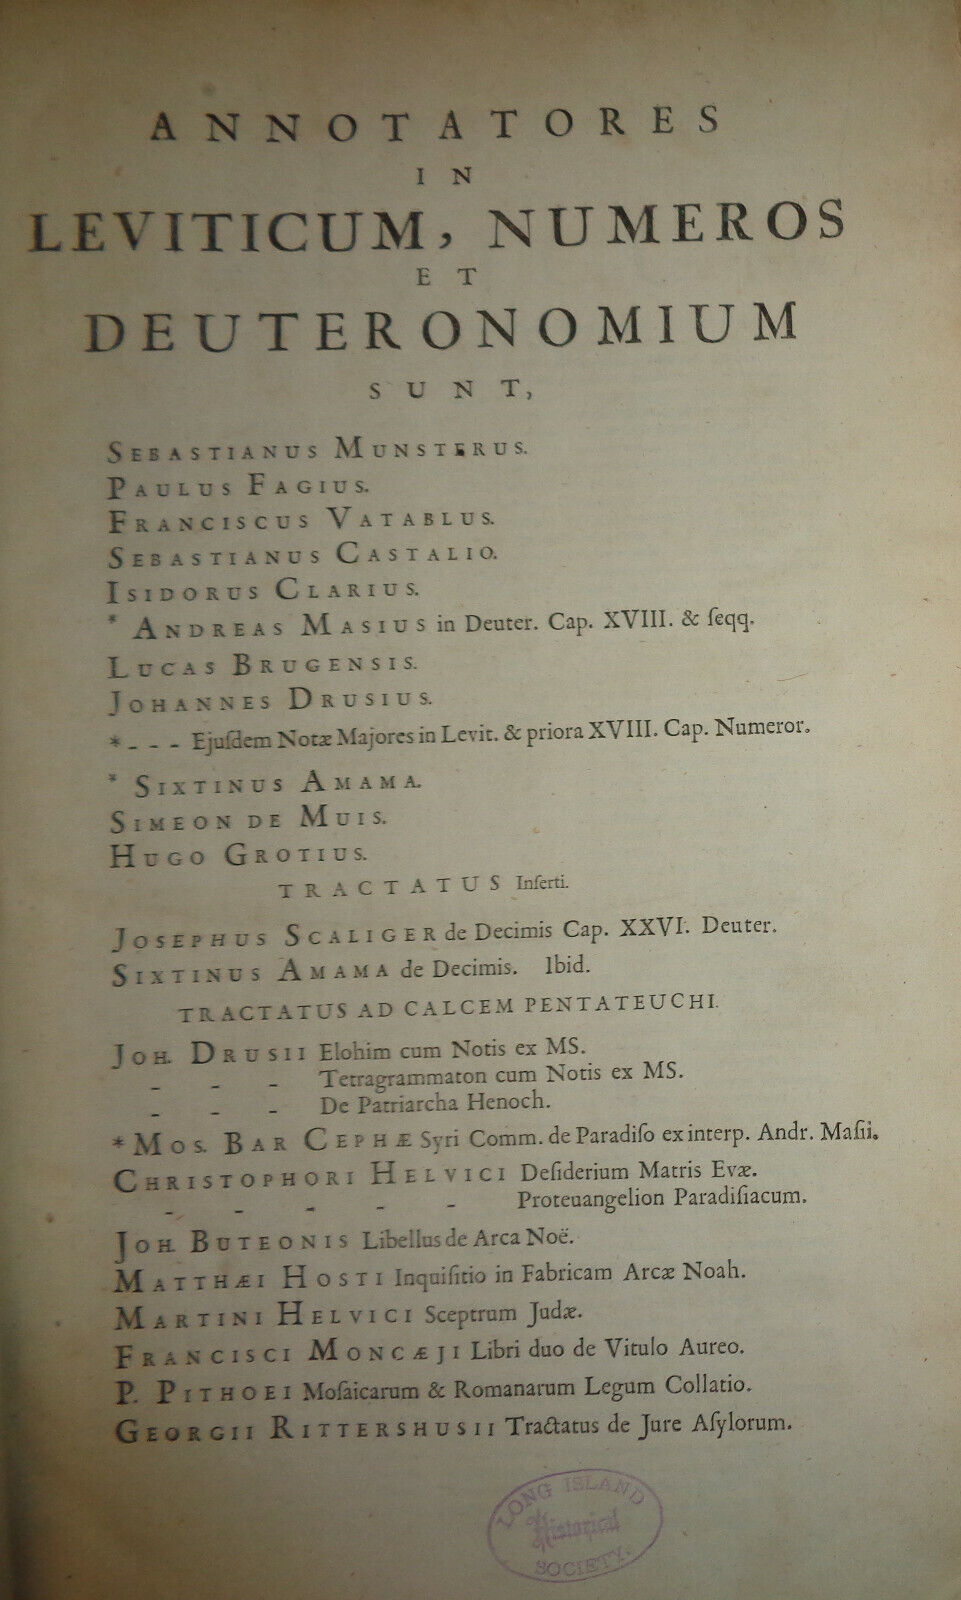 ANNOTATORES
IN
LEVITICUM, NUMEROS
ET
DEUTERONOMIUM
SUNT,
SEBASTIANUS MUNSTERUS.
PAULUS FAGIUS.
FRANCISCUS VATABLUS.
SEBASTIANUS CASTALIO.
ISIDORUS CLARIUS.
* ANDREAS MASIUS in Deuter. Cap. XVIII. & ſeqq.
LUCAS BRUGENSIS.
JOHANNES DRUSIUS.
* - - - Ejuſdem Notæ Majores in Levit. & priora XVIII. Cap. Numeror.
* SIXTINUS AMAMA.
SIMEON DE MUIS.
HUGO GROTIUS.
TRACTATUS Inſerti.
JOSEPHUS SCALIGER de Decimis Cap. XXVI. Deuter.
SIXTINUS AMAMA de Decimis. Ibid.
TRACTATUS AD CALCEM PENTATEUCHI.
JOH. DRUSII Elohim cum Notis ex MS.
- - - Tetragrammaton cum Notis ex MS.
- - - De Patriarcha Henoch.
* MOS. BAR CEPHÆ Syri Comm. de Paradiſo ex interp. Andr. Maſii.
CHRISTOPHORI HELVICI Deſiderium Matris Evæ.
- - - - - Proteuangelion Paradiſiacum.
JOH. BUTEONIS Libellus de Arca Noë.
MATTHÆI HOSTI Inquiſitio in Fabricam Arcæ Noah.
MARTINI HELVICI Sceptrum Judæ.
FRANCISCI MONCÆJI Libri duo de Vitulo Aureo.
P. PITHOEI Moſaicarum & Romanarum Legum Collatio.
GEORGII RITTERSHUSII Tractatus de Jure Aſylorum.
LONG ISLAND
Historical
SOCIETY.